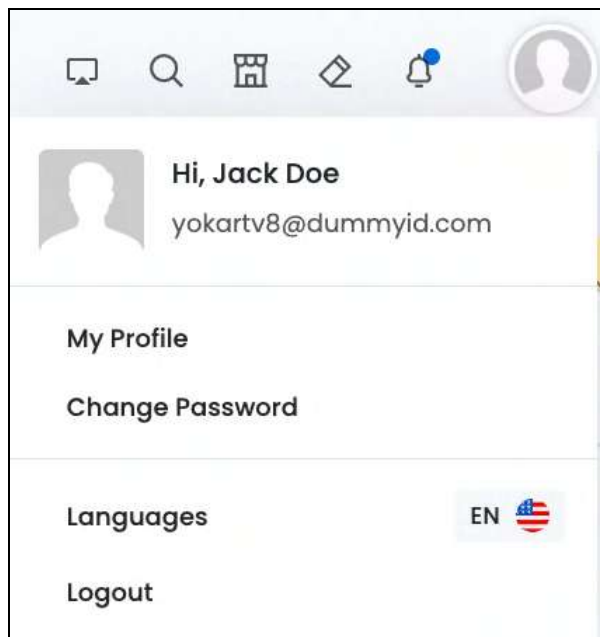 Hi, Jack Doe
yokartv8@dummyid.com
My Profile
Change Password
Languages EN
Logout